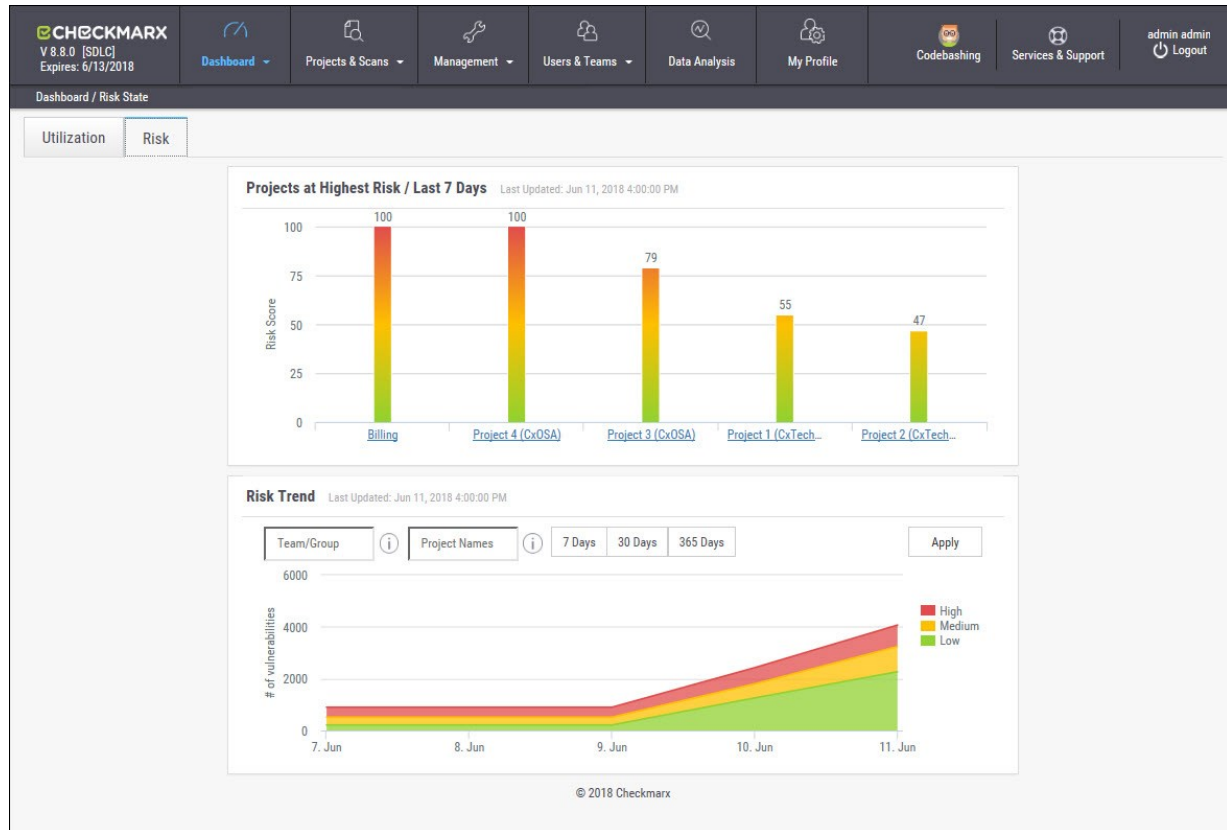 CHECKMARX
V 8.8.0 [SDLC]
Expires: 6/13/2018
Dashboard
Projects & Scans
Management
Users & Teams
Data Analysis
My Profile
Codebashing
Services & Support
admin admin
Logout
Dashboard / Risk State
Utilization
Risk
Projects at Highest Risk / Last 7 Days Last Updated: Jun 11, 2018 4:00:00 PM
Risk Score
100
75
50
25
0
100
100
79
55
47
Billing
Project 4 (CxOSA)
Project 3 (CxOSA)
Project 1 (CxTech...
Project 2 (CxTech...
Risk Trend Last Updated: Jun 11, 2018 4:00:00 PM
Team/Group
i
Project Names
i
7 Days
30 Days
365 Days
Apply
# of vulnerabilities
6000
4000
2000
0
7. Jun
8. Jun
9. Jun
10. Jun
11. Jun
High
Medium
Low
© 2018 Checkmarx